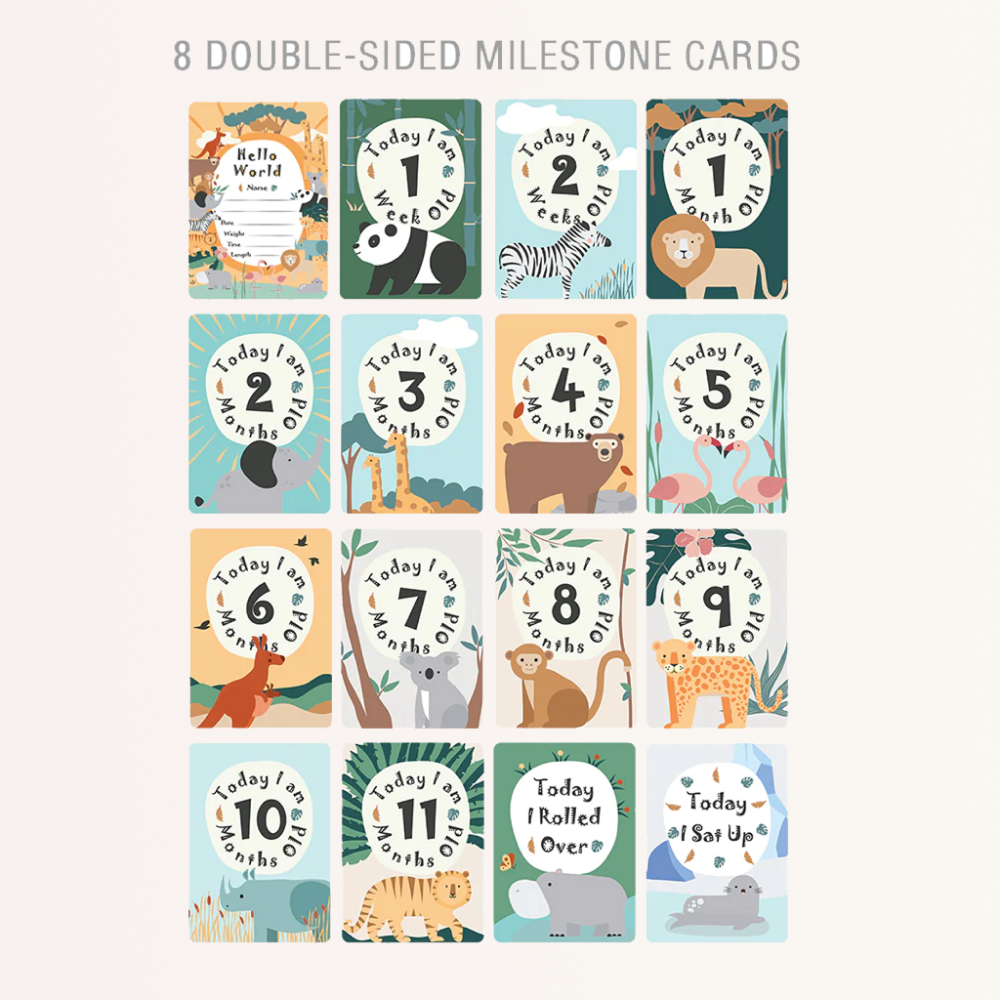 8 DOUBLE-SIDED MILESTONE CARDS
Hello
World
Name
Date
Weight
Time
Length
Today I am
1
Week Old
Today I am
2
Weeks Old
Today I am
1
Month Old
Today I am
2
Months Old
Today I am
3
Months Old
Today I am
4
Months Old
Today I am
5
Months Old
Today I am
6
Months Old
Today I am
7
Months Old
Today I am
8
Months Old
Today I am
9
Months Old
Today I am
10
Months Old
Today I am
11
Months Old
Today
I Rolled
Over
Today
I Sat Up